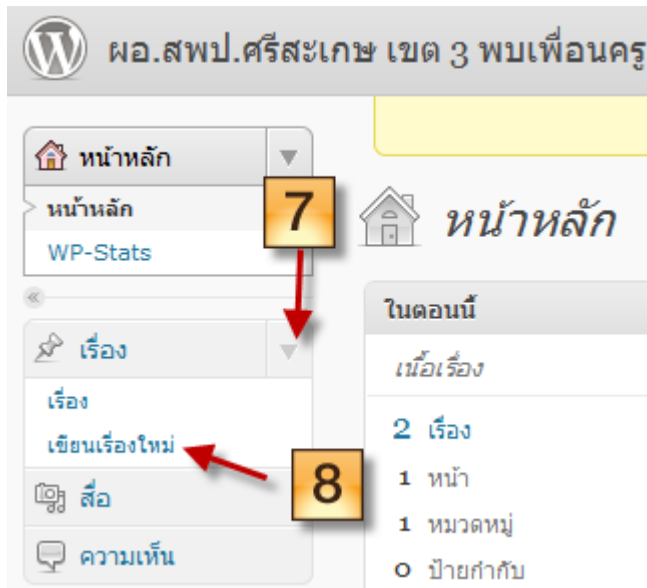 ผอ.สพป.ศรีสะเกษ เขต 3 พบเพื่อนครู
หน้าหลัก
หน้าหลัก
WP-Stats
7
เรื่อง
เรื่อง
เขียนเรื่องใหม่
8
สื่อ
ความเห็น
หน้าหลัก
ในตอนนี้
เนื้อเรื่อง
2 เรื่อง
1 หน้า
1 หมวดหมู่
0 ป้ายกำกับ